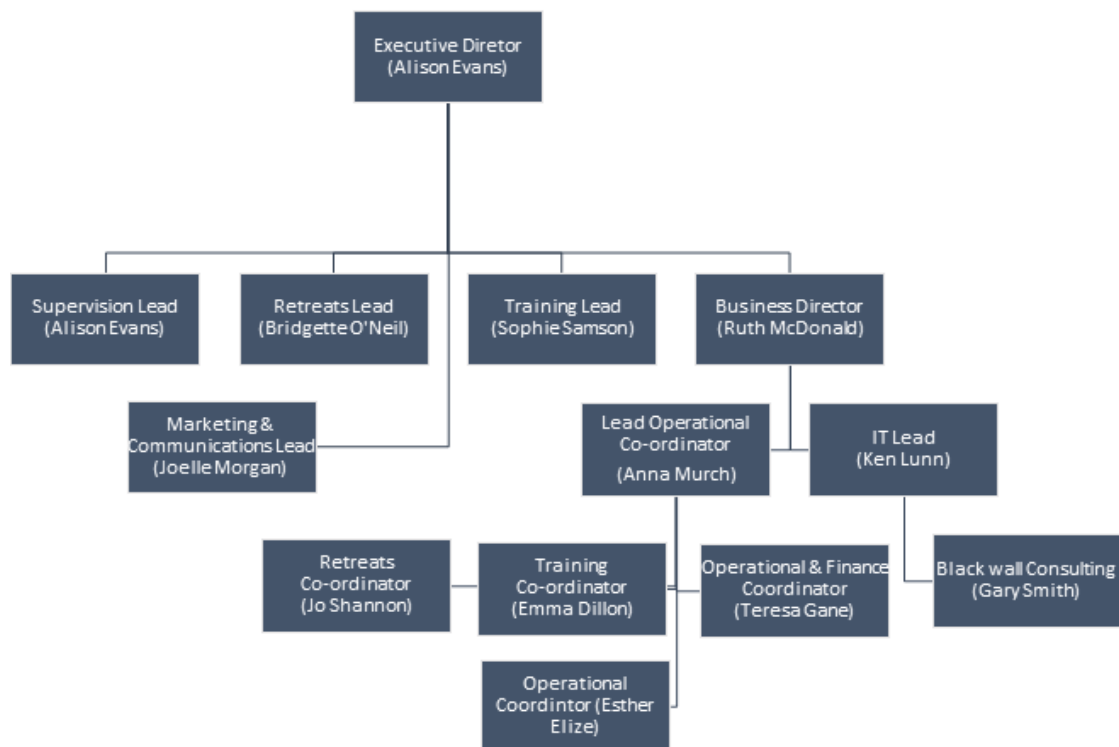 Executive Diretor
(Alison Evans)
Supervision Lead
(Alison Evans)
Retreats Lead
(Bridgette O'Neil)
Training Lead
(Sophie Samson)
Business Director
(Ruth McDonald)
Marketing &
Communications Lead
(Joelle Morgan)
Lead Operational
Co-ordinator
(Anna Murch)
IT Lead
(Ken Lunn)
Retreats
Co-ordinator
(Jo Shannon)
Training
Co-ordinator
(Emma Dillon)
Operational & Finance
Coordinator
(Teresa Gane)
Black wall Consulting
(Gary Smith)
Operational
Coordintor (Esther
Elize)